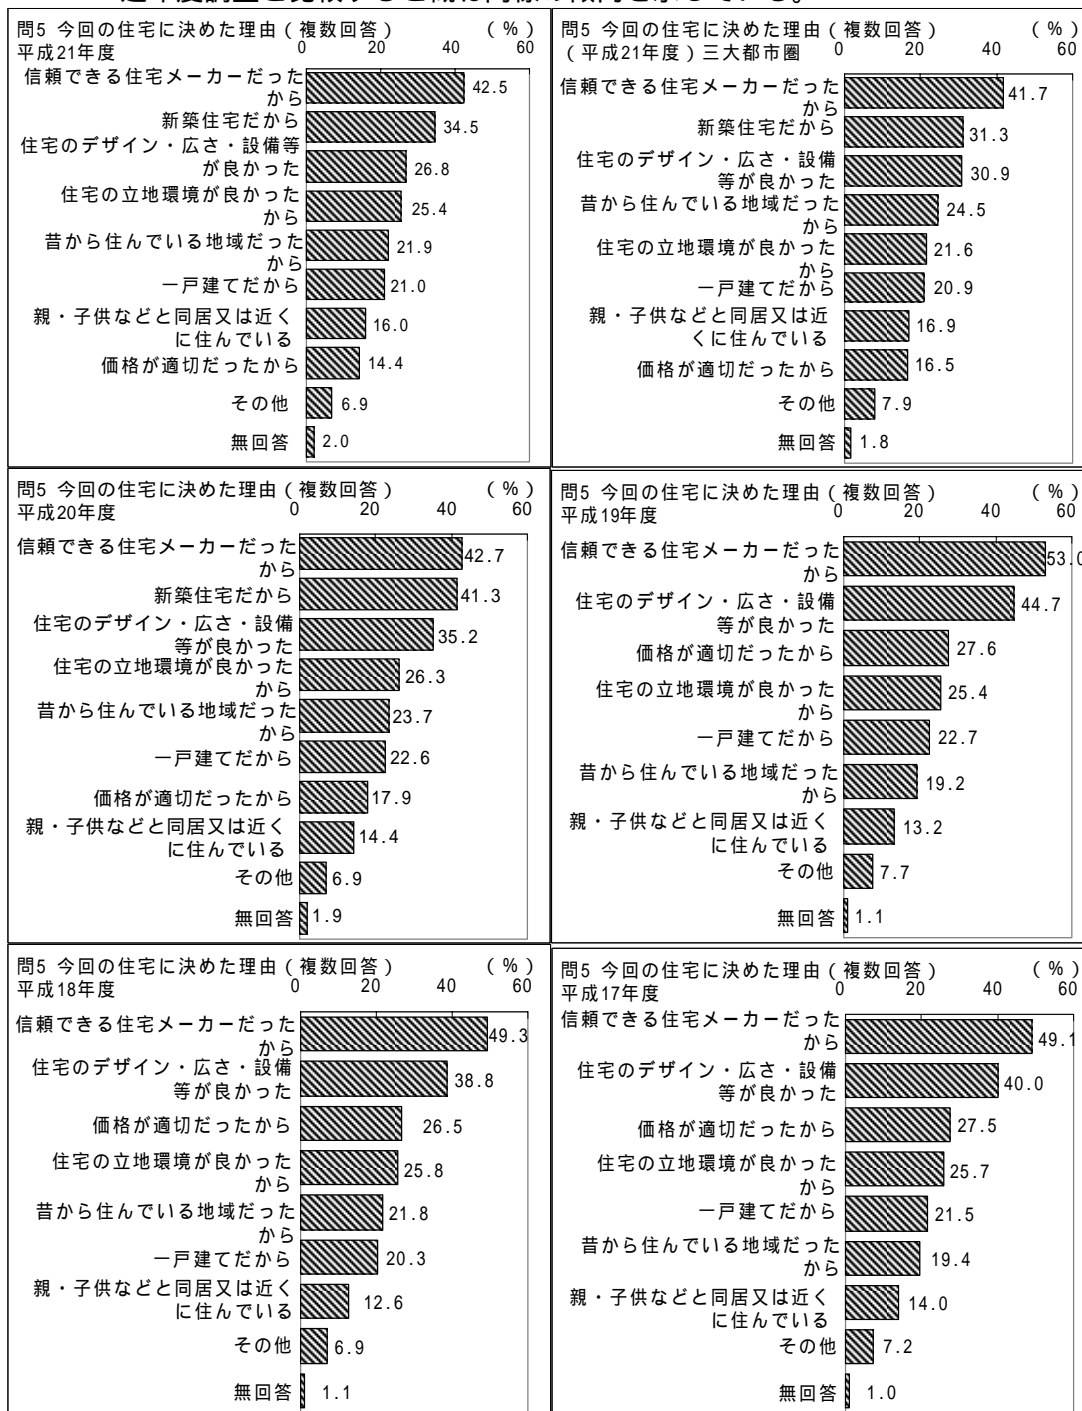 問5 今回の住宅に決めた理由(複数回答) (%)
平成21年度 0 20 40 60
信頼できる住宅メーカーだった
から 42.5
新築住宅だから 34.5
住宅のデザイン・広さ・設備等
が良かった 26.8
住宅の立地環境が良かった
から 25.4
昔から住んでいる地域だった
から 21.9
一戸建てだから 21.0
親・子供などと同居又は近く
に住んでいる 16.0
価格が適切だったから 14.4
その他 6.9
無回答 2.0
問5 今回の住宅に決めた理由(複数回答) (%)
(平成21年度)三大都市圏 0 20 40 60
信頼できる住宅メーカーだった
から 41.7
新築住宅だから 31.3
住宅のデザイン・広さ・設備
等が良かった 30.9
昔から住んでいる地域だった
から 24.5
住宅の立地環境が良かった
から 21.6
一戸建てだから 20.9
親・子供などと同居又は近
くに住んでいる 16.9
価格が適切だったから 16.5
その他 7.9
無回答 1.8
問5 今回の住宅に決めた理由(複数回答) (%)
平成20年度 0 20 40 60
信頼できる住宅メーカーだった
から 42.7
新築住宅だから 41.3
住宅のデザイン・広さ・設備
等が良かった 35.2
住宅の立地環境が良かった
から 26.3
昔から住んでいる地域だった
から 23.7
一戸建てだから 22.6
価格が適切だったから 17.9
親・子供などと同居又は近く
に住んでいる 14.4
その他 6.9
無回答 1.9
問5 今回の住宅に決めた理由(複数回答) (%)
平成19年度 0 20 40 60
信頼できる住宅メーカーだった
から 53.0
住宅のデザイン・広さ・設備
等が良かった 44.7
価格が適切だったから 27.6
住宅の立地環境が良かった
から 25.4
一戸建てだから 22.7
昔から住んでいる地域だった
から 19.2
親・子供などと同居又は近く
に住んでいる 13.2
その他 7.7
無回答 1.1
問5 今回の住宅に決めた理由(複数回答) (%)
平成18年度 0 20 40 60
信頼できる住宅メーカーだった
から 49.3
住宅のデザイン・広さ・設備
等が良かった 38.8
価格が適切だったから 26.5
住宅の立地環境が良かった
から 25.8
昔から住んでいる地域だった
から 21.8
一戸建てだから 20.3
親・子供などと同居又は近く
に住んでいる 12.6
その他 6.9
無回答 1.1
問5 今回の住宅に決めた理由(複数回答) (%)
平成17年度 0 20 40 60
信頼できる住宅メーカーだった
から 49.1
住宅のデザイン・広さ・設備
等が良かった 40.0
価格が適切だったから 27.5
住宅の立地環境が良かった
から 25.7
一戸建てだから 21.5
昔から住んでいる地域だった
から 19.4
親・子供などと同居又は近く
に住んでいる 14.0
その他 7.2
無回答 1.0